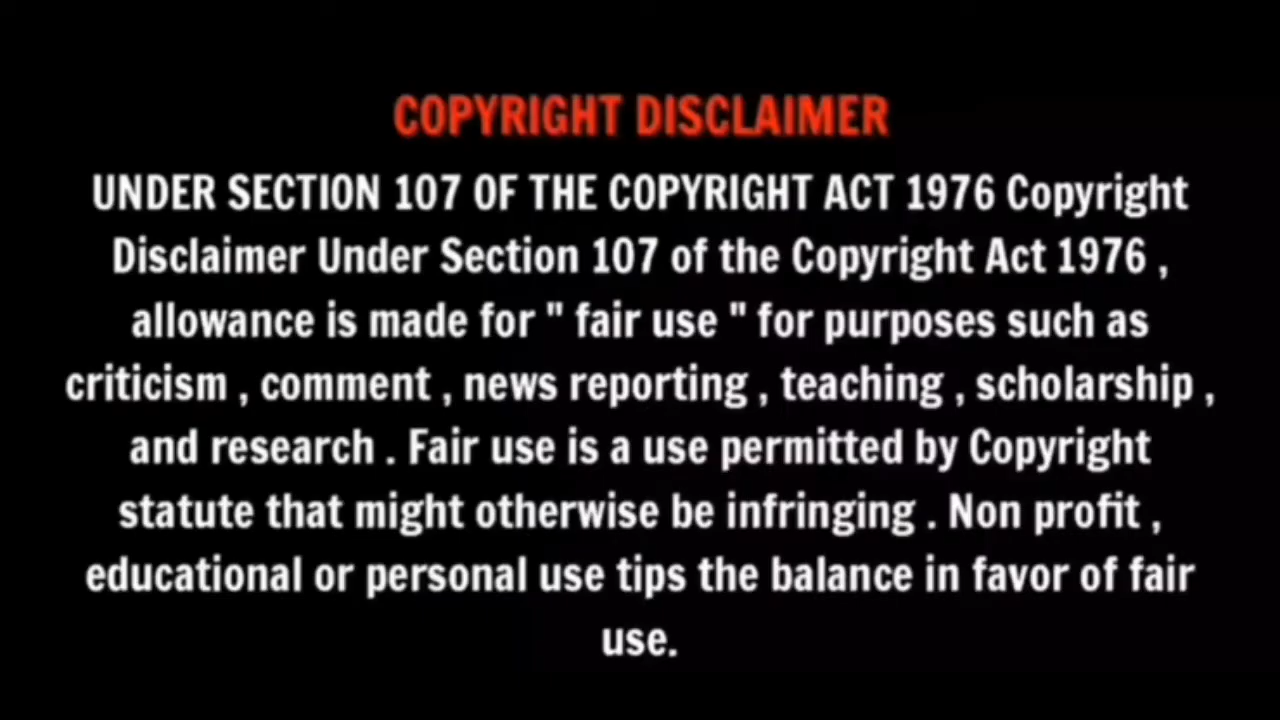 COPYRIGHT DISCLAIMER
UNDER SECTION 107 OF THE COPYRIGHT ACT 1976 Copyright
Disclaimer Under Section 107 of the Copyright Act 1976 ,
allowance is made for " fair use " for purposes such as
criticism , comment , news reporting , teaching , scholarship ,
and research . Fair use is a use permitted by Copyright
statute that might otherwise be infringing . Non profit ,
educational or personal use tips the balance in favor of fair
use.